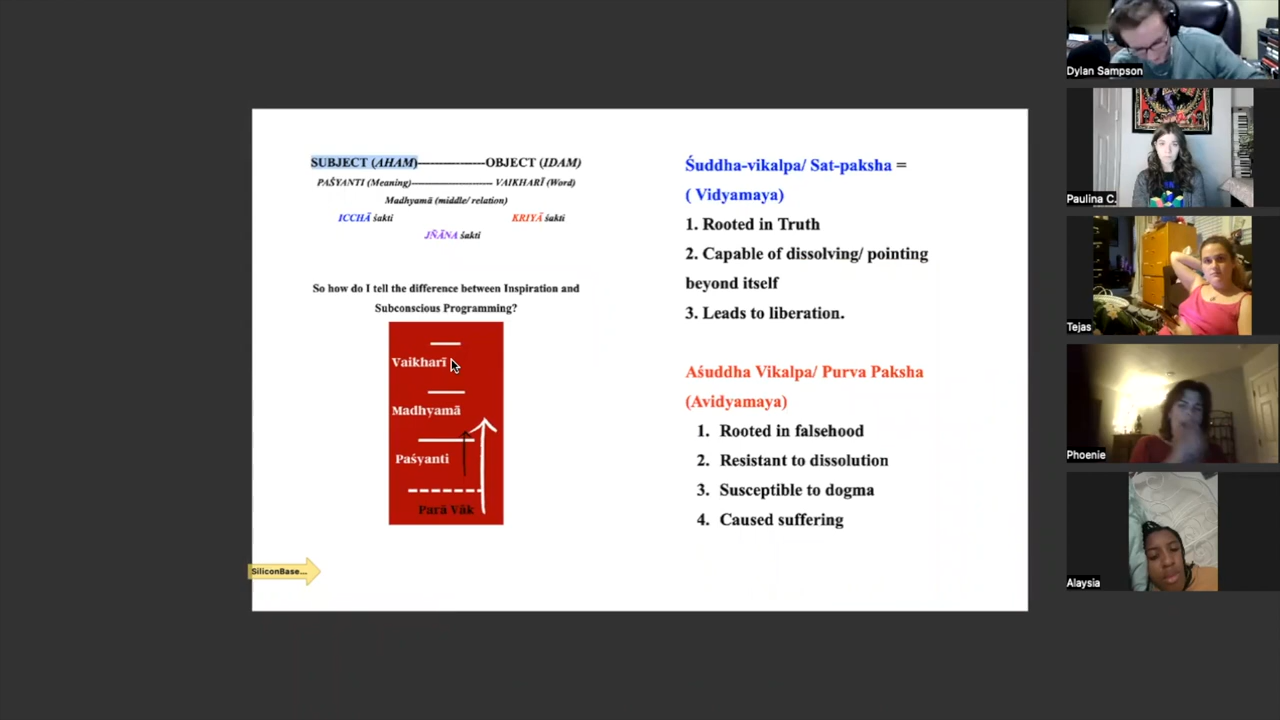 SUBJECT (AHAM)----------------OBJECT (IDAM)
PAŚYANTI (Meaning)------------------------ VAIKHARĪ (Word)
Madhyamā (middle/ relation)
ICCHĀ śakti
KRIYĀ śakti
JÑĀNA śakti
So how do I tell the difference between Inspiration and
Subconscious Programming?
Vaikharī
Madhyamā
Paśyanti
Parā Vāk
SiliconBase...
Śuddha-vikalpa/ Sat-paksha =
( Vidyamaya)
1. Rooted in Truth
2. Capable of dissolving/ pointing
beyond itself
3. Leads to liberation.
Aśuddha Vikalpa/ Purva Paksha
(Avidyamaya)
1. Rooted in falsehood
2. Resistant to dissolution
3. Susceptible to dogma
4. Caused suffering
Dylan Sampson
Paulina C.
Tejas
Phoenie
Alaysia